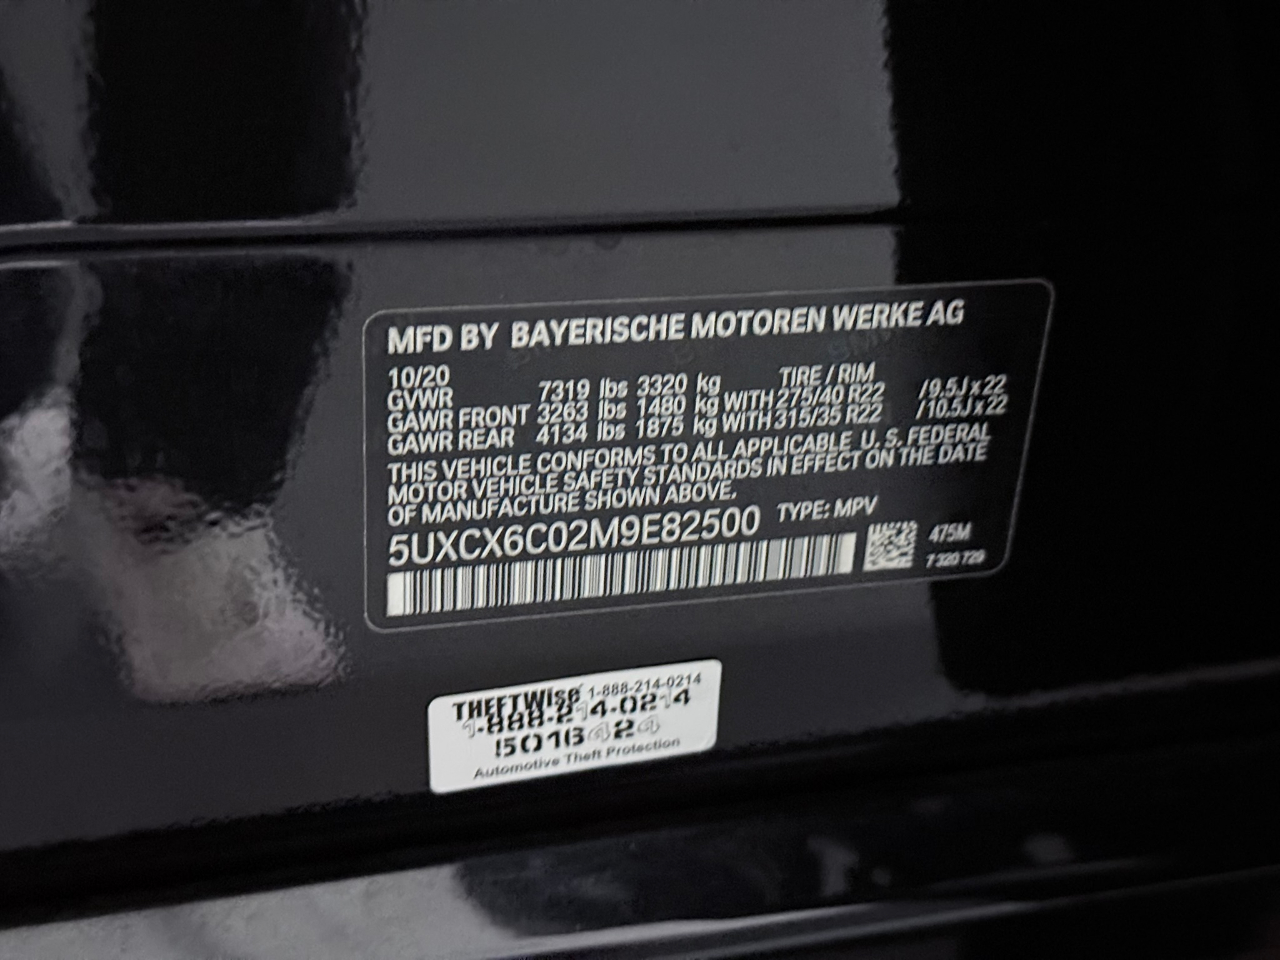 MFD BY BAYERISCHE MOTOREN WERKE AG
10/20 TIRE / RIM
GVWR 7319 lbs 3320 kg
GAWR FRONT 3263 lbs 1480 kg WITH 275/40 R22 /9.5J x 22
GAWR REAR 4134 lbs 1875 kg WITH 315/35 R22 /10.5J x 22
THIS VEHICLE CONFORMS TO ALL APPLICABLE U. S. FEDERAL
MOTOR VEHICLE SAFETY STANDARDS IN EFFECT ON THE DATE
OF MANUFACTURE SHOWN ABOVE.
5UXCX6C02M9E82500 TYPE: MPV
475M
7 320 729
THEFTWISE 1-888-214-0214
1-888-214-0214
Automotive Theft Protection